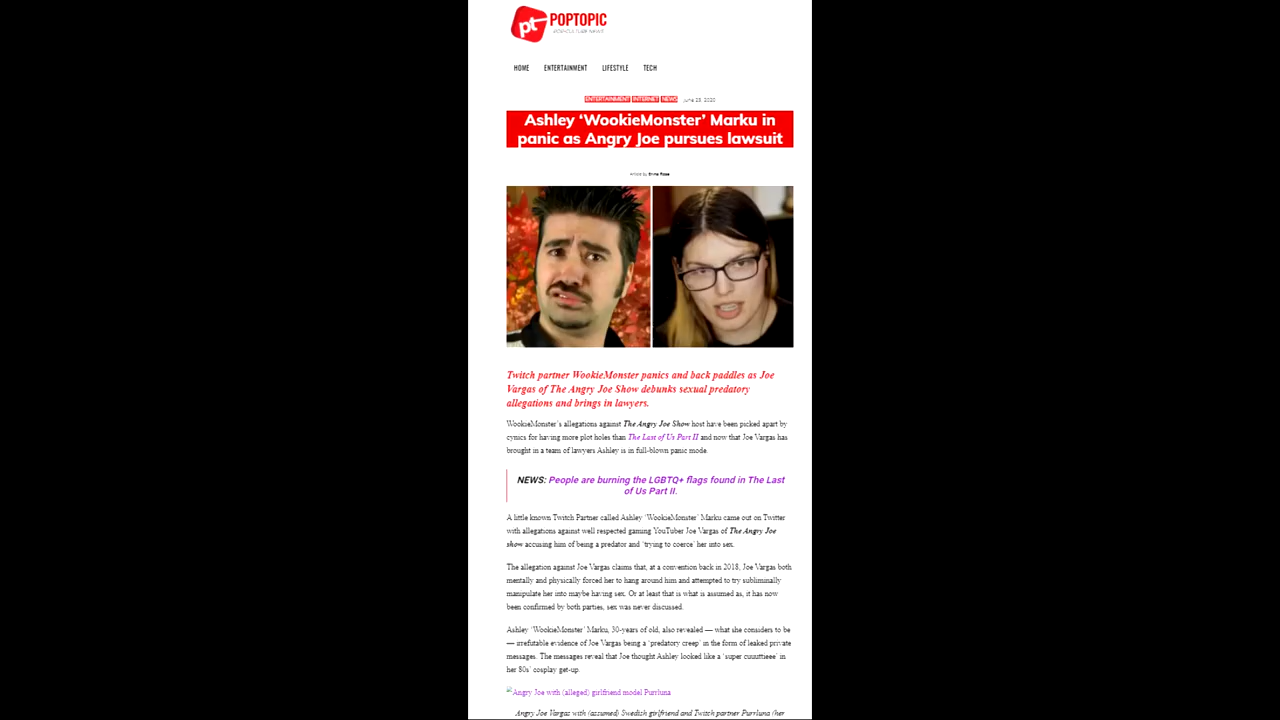 pt
POPTOPIC
POP-CULTURE NEWS
HOME ENTERTAINMENT LIFESTYLE TECH
ENTERTAINMENT INTERNET NEWS June 23, 2020
Ashley ‘WookieMonster’ Marku in
panic as Angry Joe pursues lawsuit
Article by
Twitch partner WookieMonster panics and back paddles as Joe
Vargas of The Angry Joe Show debunks sexual predatory
allegations and brings in lawyers.
WookieMonster’s allegations against The Angry Joe Show host have been picked apart by
cynics for having more plot holes than The Last of Us Part II and now that Joe Vargas has
brought in a team of lawyers Ashley is in full-blown panic mode.
NEWS: People are burning the LGBTQ+ flags found in The Last
of Us Part II.
A little known Twitch Partner called Ashley ‘WookieMonster’ Marku came out on Twitter
with allegations against well respected gaming YouTuber Joe Vargas of The Angry Joe
show accusing him of being a predator and ‘trying to coerce’ her into sex.
The allegation against Joe Vargas claims that, at a convention back in 2018, Joe Vargas both
mentally and physically forced her to hang around him and attempted to try subliminally
manipulate her into maybe having sex. Or at least that is what is assumed as, it has now
been confirmed by both parties, sex was never discussed.
Ashley ‘WookieMonster’ Marku, 30-years of old, also revealed — what she considers to be
— irrefutable evidence of Joe Vargas being a ‘predatory creep’ in the form of leaked private
messages. The messages reveal that Joe thought Ashley looked like a ‘super cuuuttieee’ in
her 80s’ cosplay get-up.
Angry Joe with (alleged) girlfriend model Purrluna
Angry Joe Vargas with (assumed) Swedish girlfriend and Twitch partner Purrluna (her